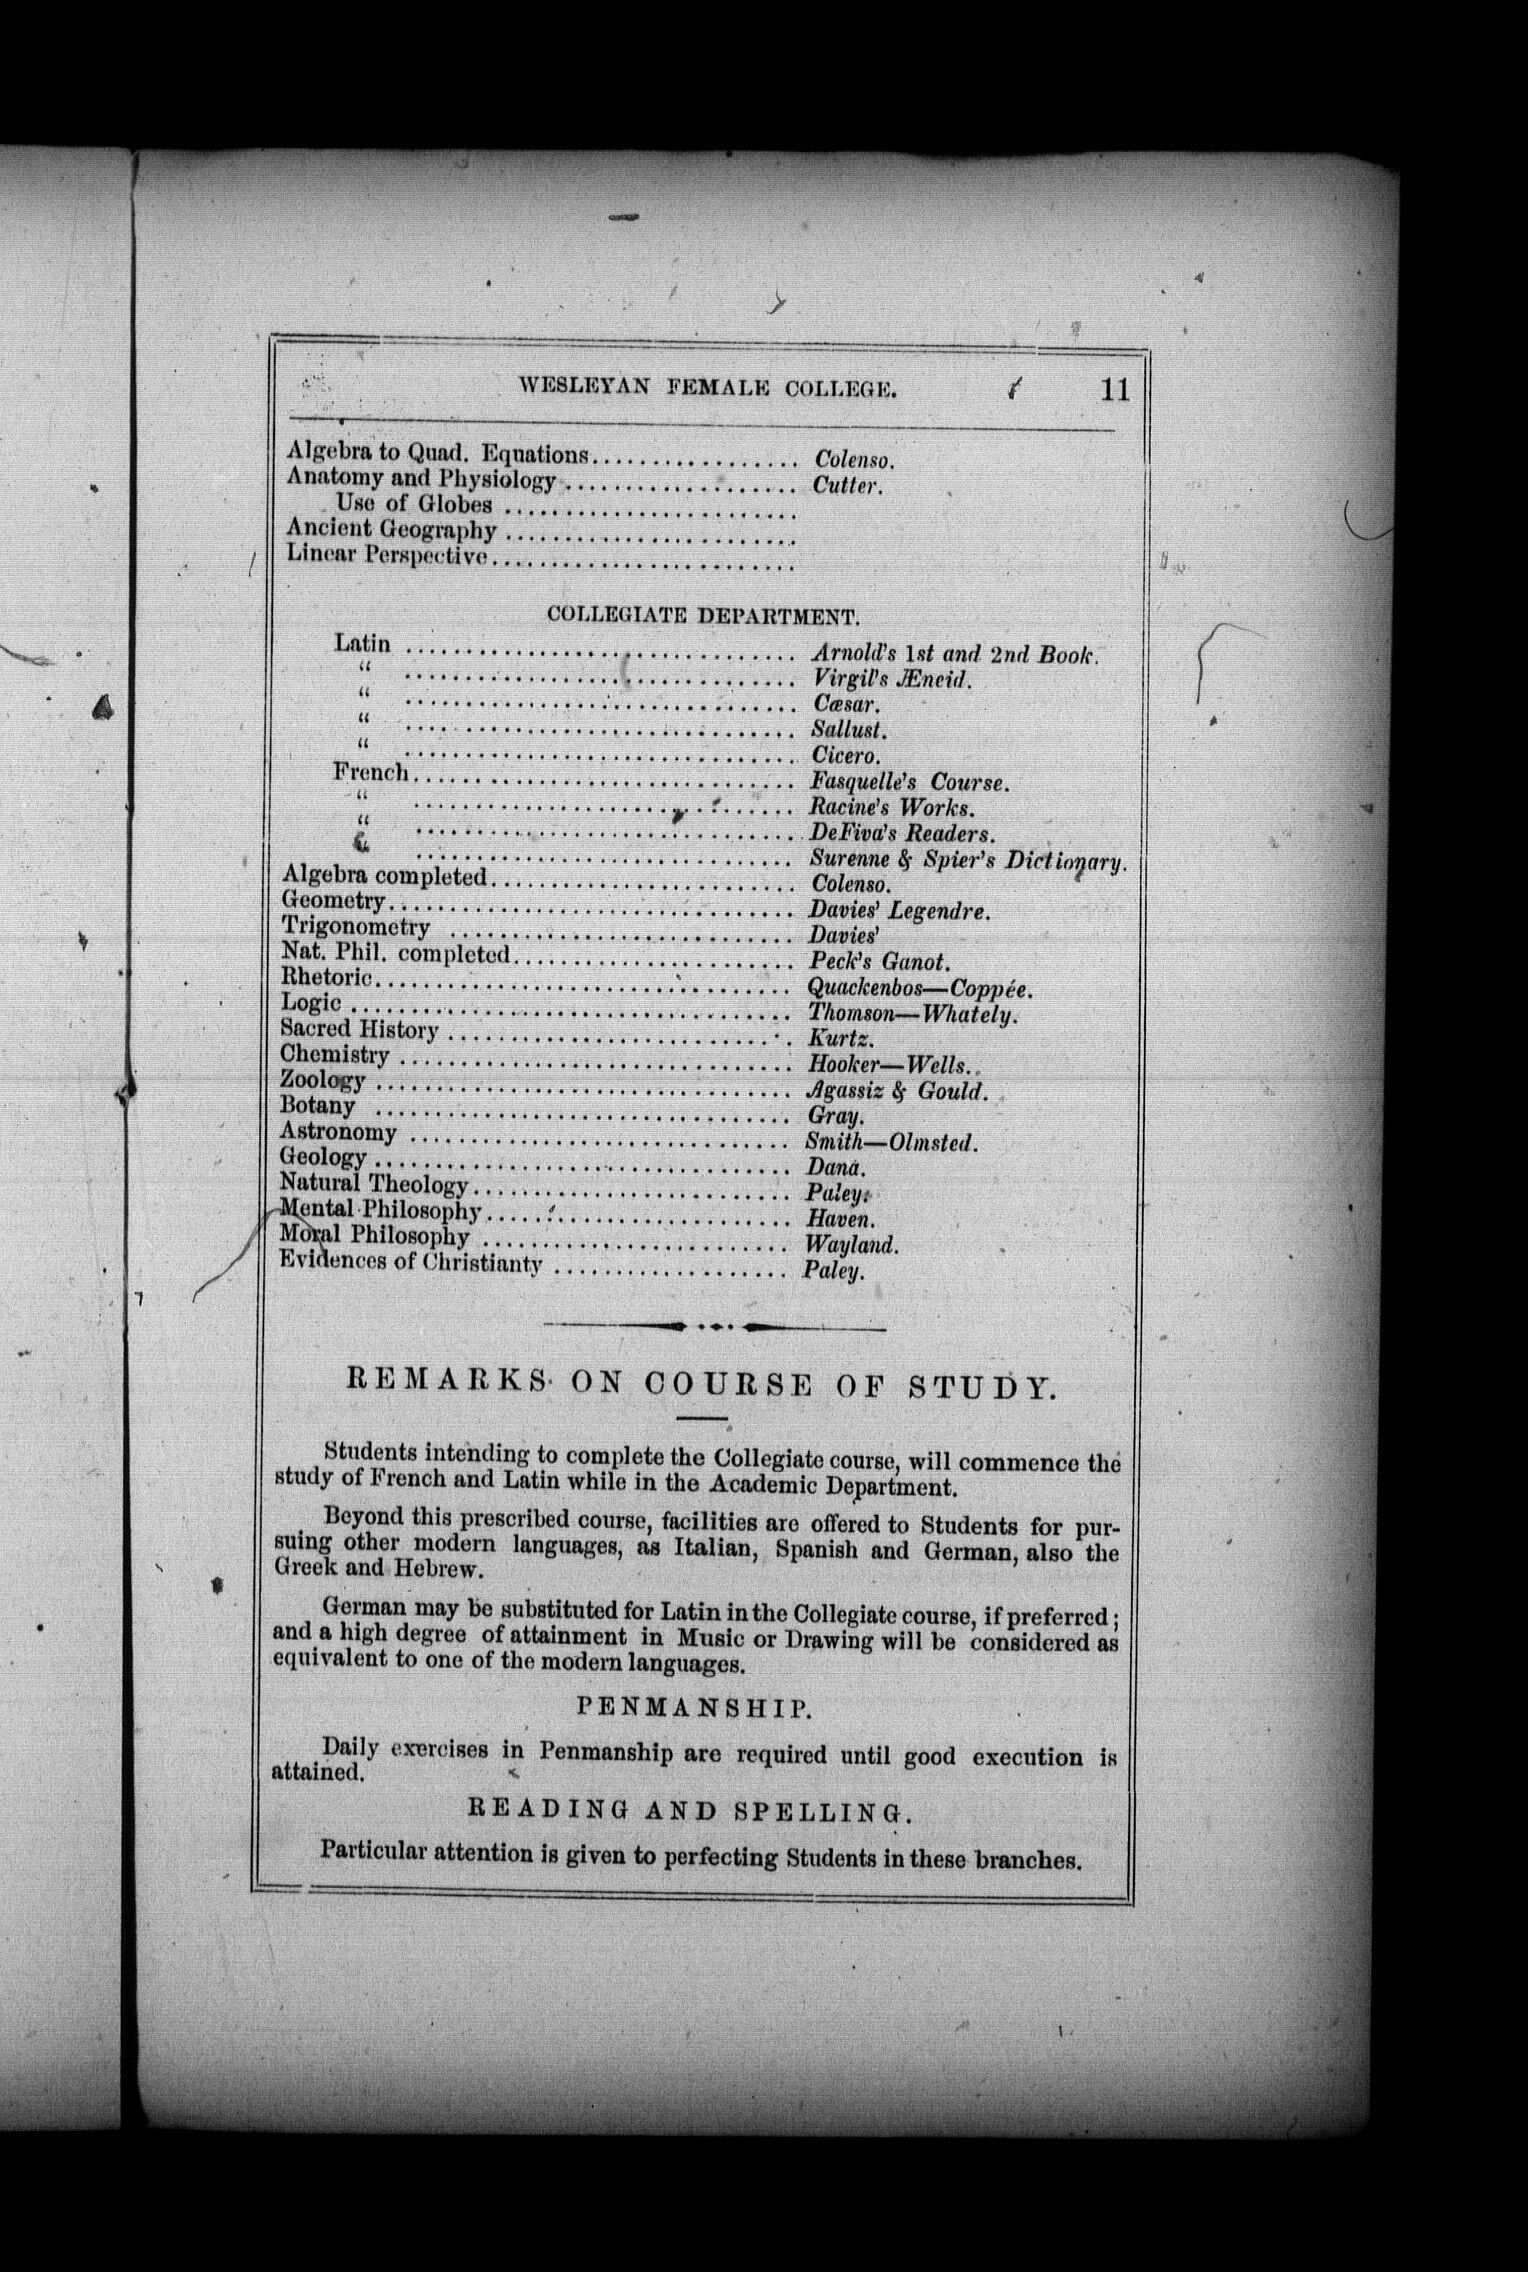 WESLEYAN FEMALE COLLEGE. 11
Algebra to Quad. Equations................. Colenso.
Anatomy and Physiology .................... Cutter.
Use of Globes .........................
Ancient Geography .........................
Linear Perspective..........................
COLLEGIATE DEPARTMENT.
Latin ................................. Arnold's 1st and 2nd Book.
“ ................................. Virgil's Æneid.
“ ................................. Cæsar.
“ ................................. Sallust.
“ ................................. Cicero.
French................................. Fasquelle's Course.
“ ................................. Racine's Works.
“ ................................. DeFiva's Readers.
“ ................................. Surenne & Spier's Dictionary.
Algebra completed.......................... Colenso.
Geometry................................... Davies' Legendre.
Trigonometry .............................. Davies'
Nat. Phil. completed........................ Peck's Ganot.
Rhetoric................................... Quackenbos—Coppée.
Logic ..................................... Thomson—Whately.
Sacred History ............................. Kurtz.
Chemistry ................................. Hooker—Wells.
Zoology ................................... Agassiz & Gould.
Botany ................................... Gray.
Astronomy ................................ Smith—Olmsted.
Geology ................................... Dana.
Natural Theology........................... Paley.
Mental Philosophy.......................... Haven.
Moral Philosophy .......................... Wayland.
Evidences of Christianty .................... Paley.
REMARKS ON COURSE OF STUDY.
Students intending to complete the Collegiate course, will commence the
study of French and Latin while in the Academic Department.
Beyond this prescribed course, facilities are offered to Students for pur-
suing other modern languages, as Italian, Spanish and German, also the
Greek and Hebrew.
German may be substituted for Latin in the Collegiate course, if preferred;
and a high degree of attainment in Music or Drawing will be considered as
equivalent to one of the modern languages.
PENMANSHIP.
Daily exercises in Penmanship are required until good execution is
attained.
READING AND SPELLING.
Particular attention is given to perfecting Students in these branches.